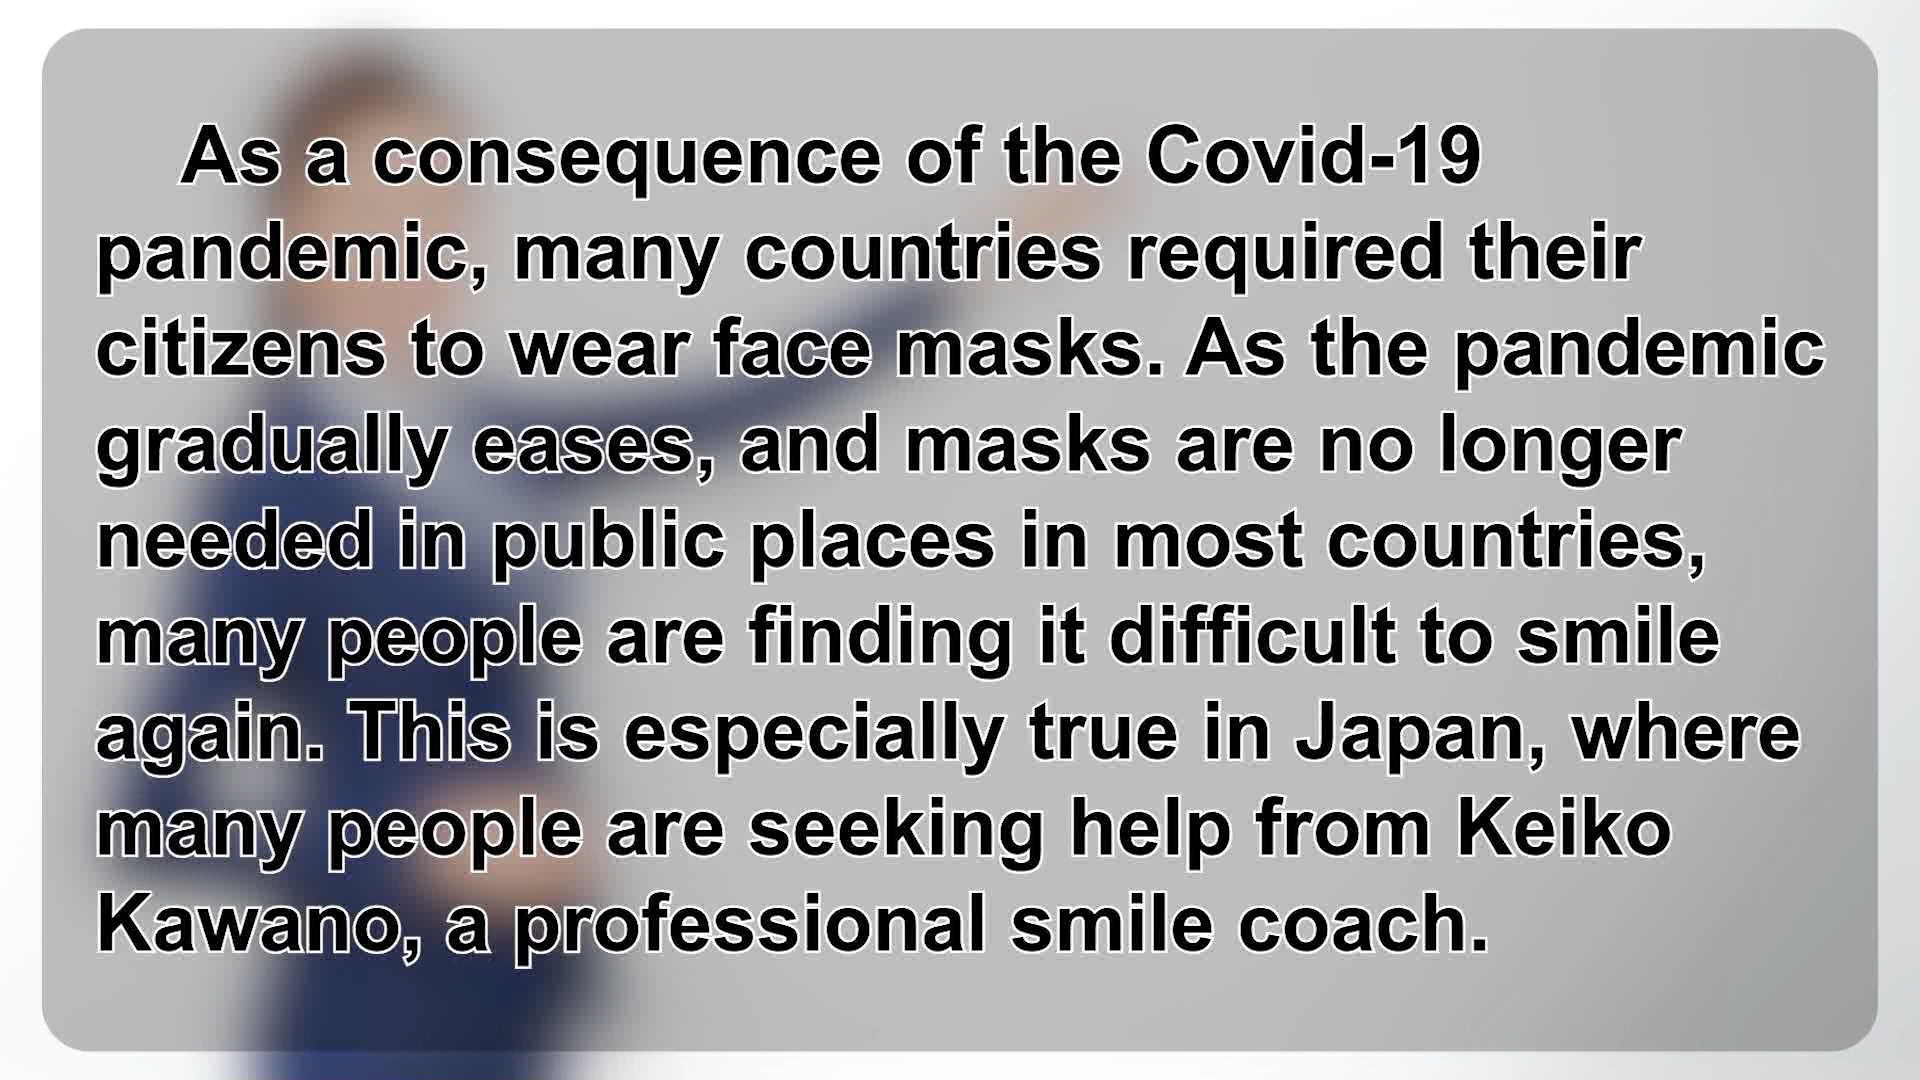 As a consequence of the Covid-19
pandemic, many countries required their
citizens to wear face masks. As the pandemic
gradually eases, and masks are no longer
needed in public places in most countries,
many people are finding it difficult to smile
again. This is especially true in Japan, where
many people are seeking help from Keiko
Kawano, a professional smile coach.